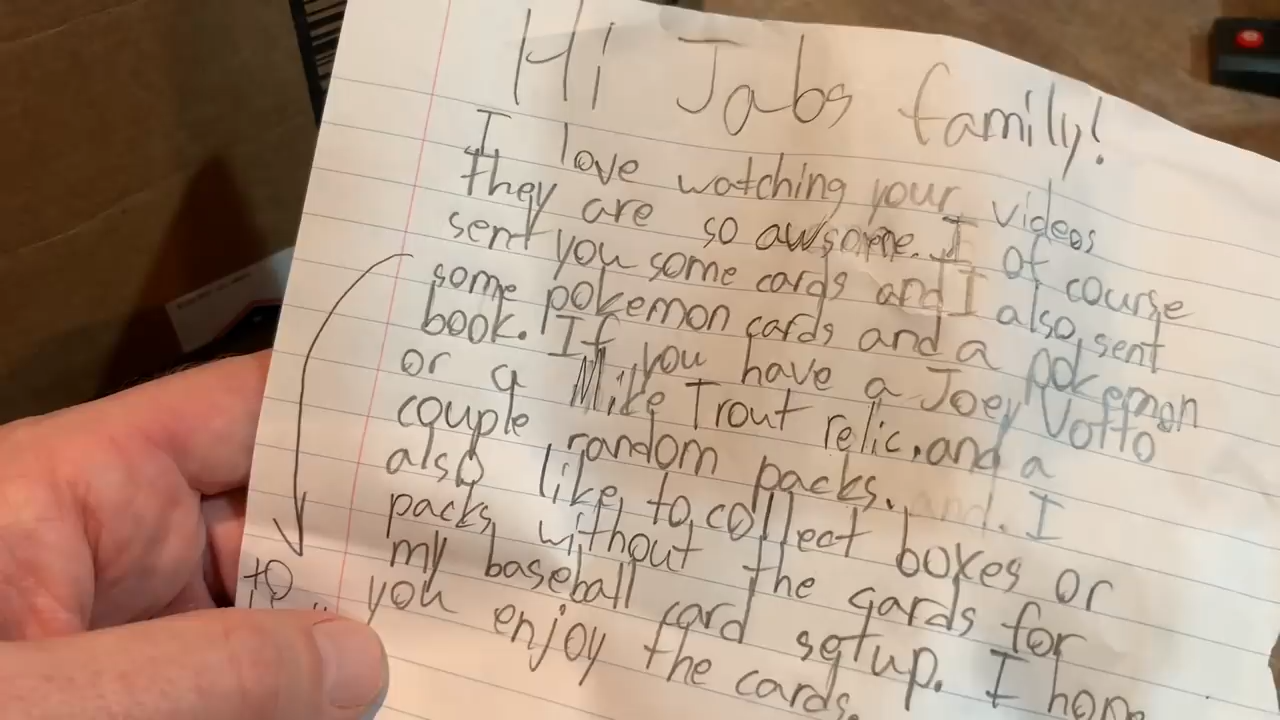 Hi Jabs family!
I love watching your videos
they are so awsome. I of course
sent you some cards and I also sent
some pokemon cards and a pokemon
book. If you have a Joey Votto
or a Mike Trout relic. and a
couple random packs. and. I
also like to collect boxes or
packs without the cards for
my baseball card setup. I hope
you enjoy the cards.
to